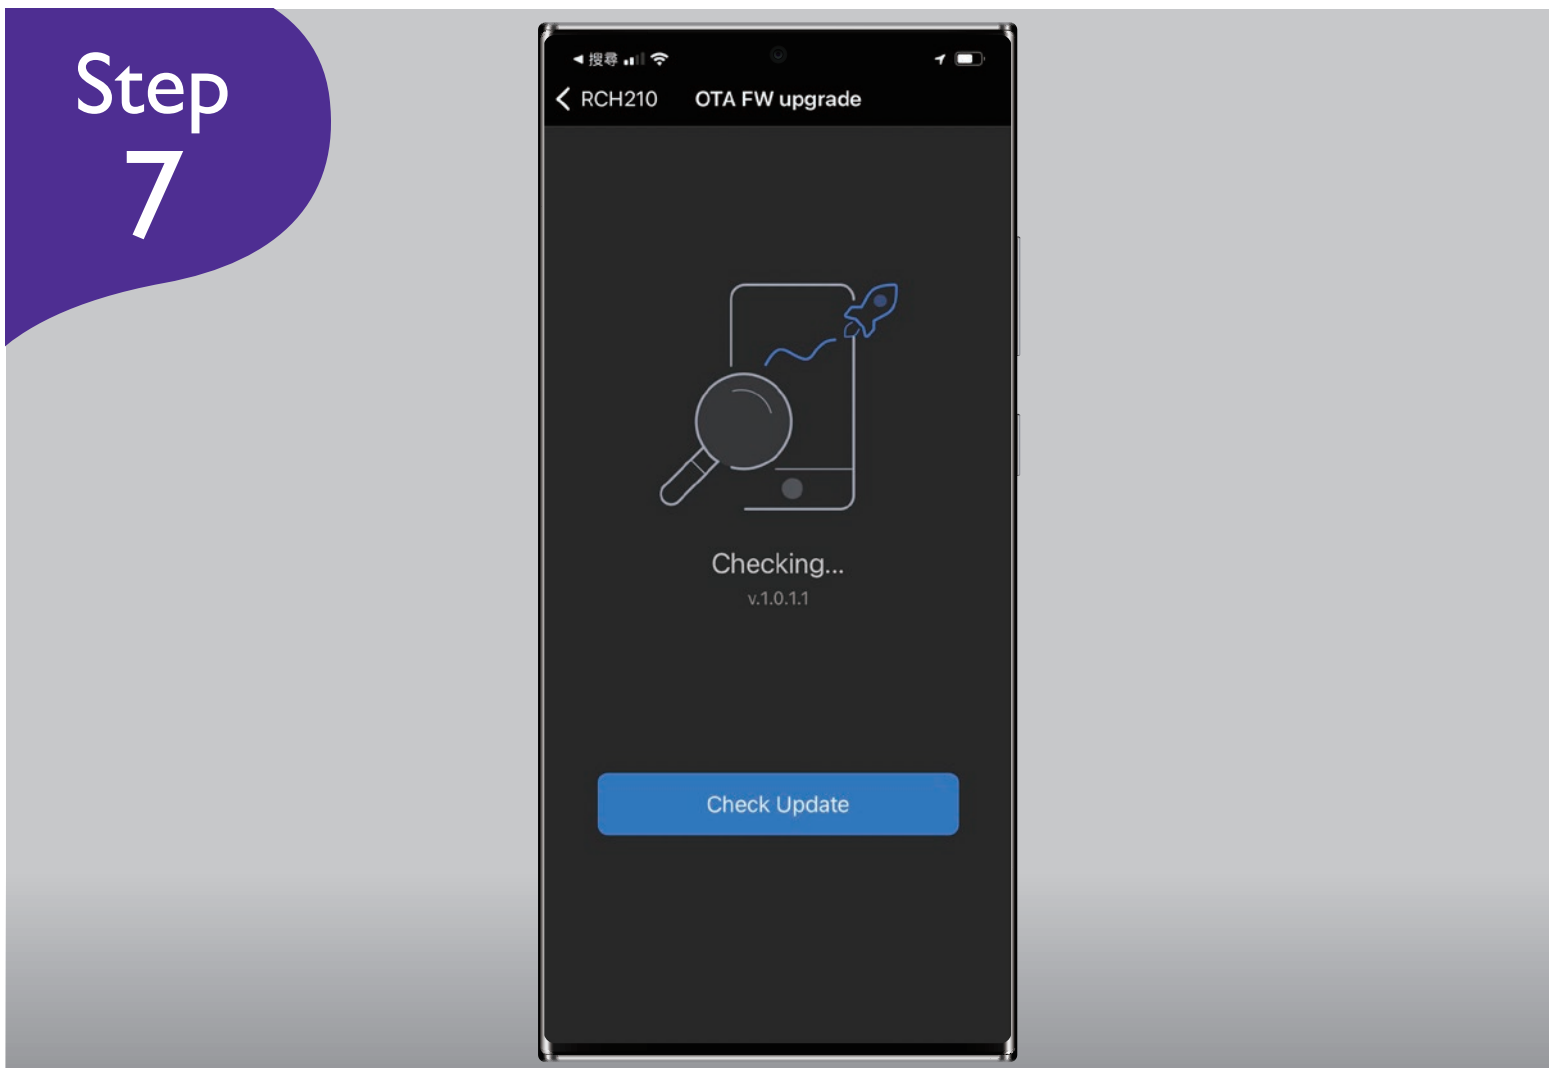 Step
7
搜尋
RCH210
OTA FW upgrade
Checking...
v.1.0.1.1
Check Update